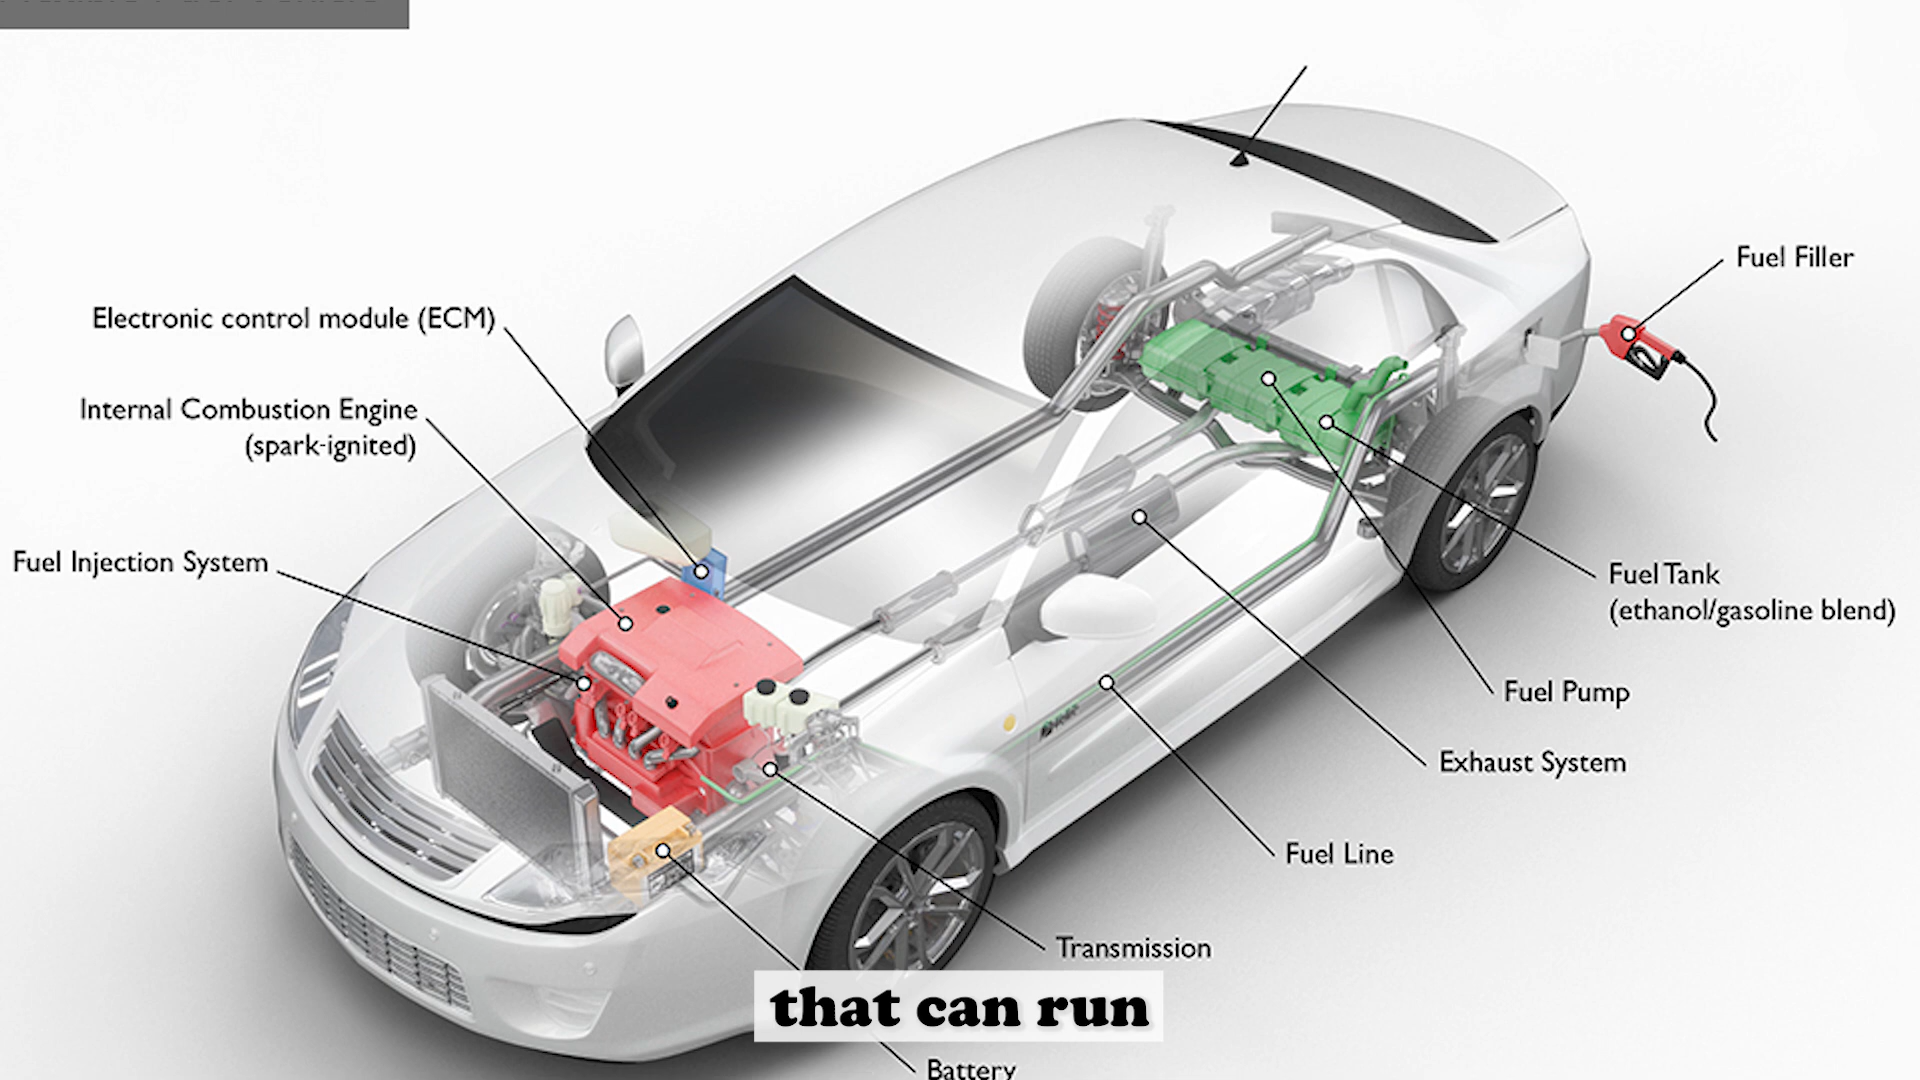 Fuel Filler
Electronic control module (ECM)
Internal Combustion Engine
(spark-ignited)
Fuel Injection System
Fuel Tank
(ethanol/gasoline blend)
Fuel Pump
Exhaust System
Fuel Line
Transmission
that can run
Battery